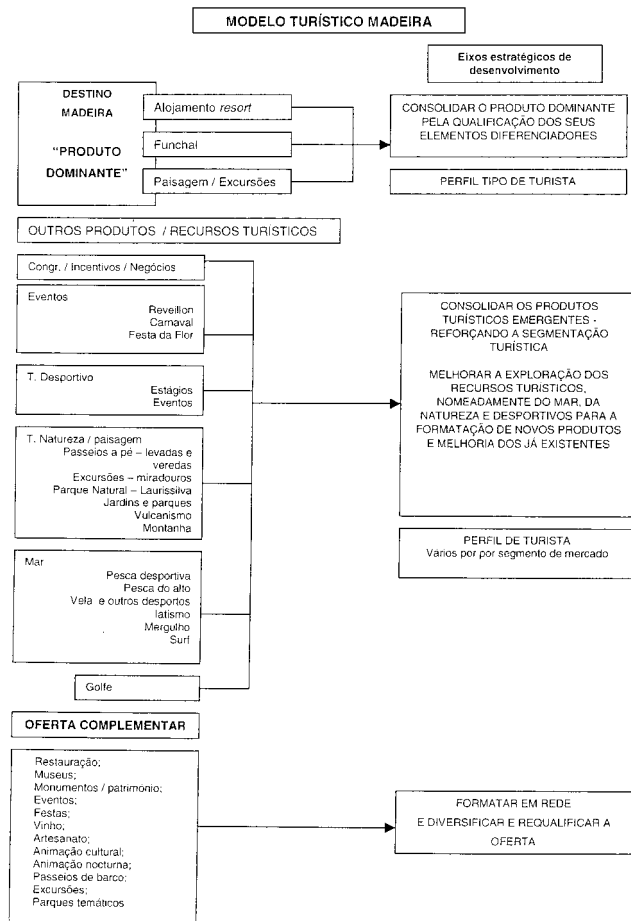 MODELO TURÍSTICO MADEIRA
Eixos estratégicos de
desenvolvimento
DESTINO
MADEIRA
"PRODUTO
DOMINANTE"
Alojamento resort
Funchal
Paisagem / Excursões
CONSOLIDAR O PRODUTO DOMINANTE
PELA QUALIFICAÇÃO DOS SEUS
ELEMENTOS DIFERENCIADORES
PERFIL TIPO DE TURISTA
OUTROS PRODUTOS / RECURSOS TURÍSTICOS
Congr. / Incentivos / Negócios
Eventos
Reveillon
Carnaval
Festa da Flor
T. Desportivo
Estágios
Eventos
T. Natureza / paisagem
Passeios a pé – levadas e
veredas
Excursões – miradouros
Parque Natural – Laurissilva
Jardins e parques
Vulcanismo
Montanha
Mar
Pesca desportiva
Pesca do alto
Vela e outros desportos
Iatismo
Mergulho
Surf
Golfe
CONSOLIDAR OS PRODUTOS
TURÍSTICOS EMERGENTES -
REFORÇANDO A SEGMENTAÇÃO
TURÍSTICA
MELHORAR A EXPLORAÇÃO DOS
RECURSOS TURÍSTICOS,
NOMEADAMENTE DO MAR, DA
NATUREZA E DESPORTIVOS PARA A
FORMATAÇÃO DE NOVOS PRODUTOS
E MELHORIA DOS JÁ EXISTENTES
PERFIL DE TURISTA
Vários por por segmento de mercado
OFERTA COMPLEMENTAR
Restauração;
Museus;
Monumentos / património;
Eventos;
Festas;
Vinho;
Artesanato;
Animação cultural;
Animação nocturna;
Passeios de barco;
Excursões;
Parques temáticos
FORMATAR EM REDE
E DIVERSIFICAR E REQUALIFICAR A
OFERTA